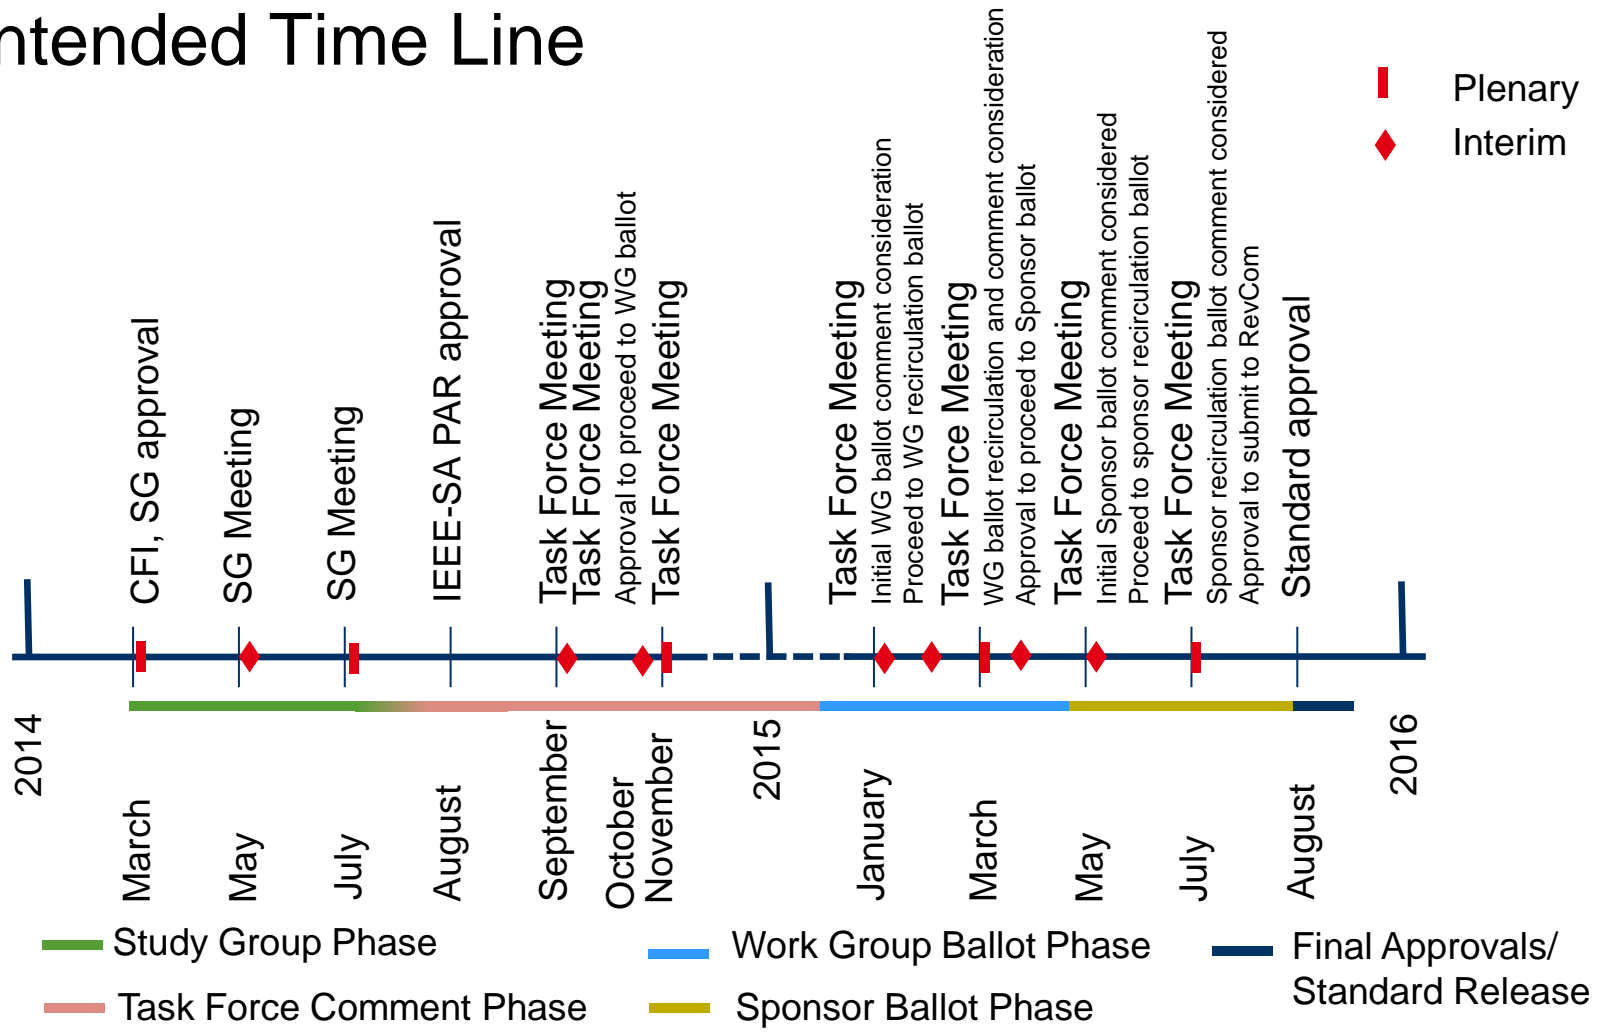 ntended Time Line
Plenary
Interim
CFI, SG approval
SG Meeting
SG Meeting
IEEE-SA PAR approval
Task Force Meeting
Task Force Meeting
Approval to proceed to WG ballot
Task Force Meeting
Task Force Meeting
Initial WG ballot comment consideration
Proceed to WG recirculation ballot
Task Force Meeting
WG ballot recirculation and comment consideration
Approval to proceed to Sponsor ballot
Task Force Meeting
Initial Sponsor ballot comment considered
Proceed to sponsor recirculation ballot
Task Force Meeting
Sponsor recirculation ballot comment considered
Approval to submit to RevCom
Standard approval
2014
March
May
July
August
September
October
November
2015
January
March
May
July
August
2016
Study Group Phase
Task Force Comment Phase
Work Group Ballot Phase
Sponsor Ballot Phase
Final Approvals/
Standard Release